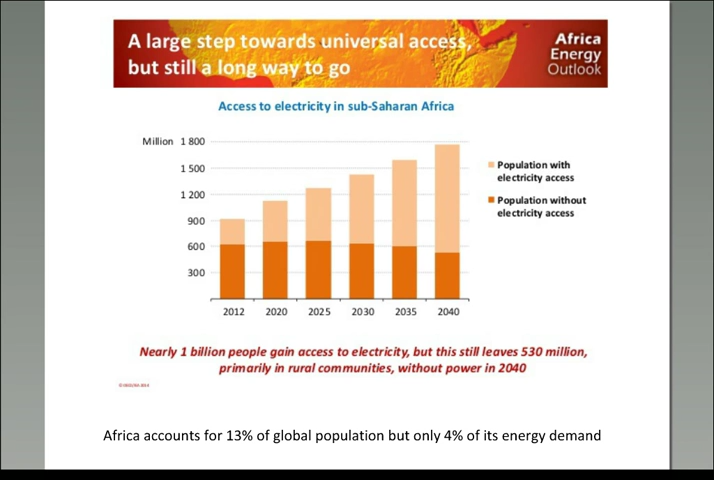 A large step towards universal access,
but still a long way to go
Africa
Energy
Outlook
Access to electricity in sub-Saharan Africa
Million 1 800
1 500
1 200
900
600
300
2012 2020 2025 2030 2035 2040
Population with
electricity access
Population without
electricity access
Nearly 1 billion people gain access to electricity, but this still leaves 530 million,
primarily in rural communities, without power in 2040
Africa accounts for 13% of global population but only 4% of its energy demand